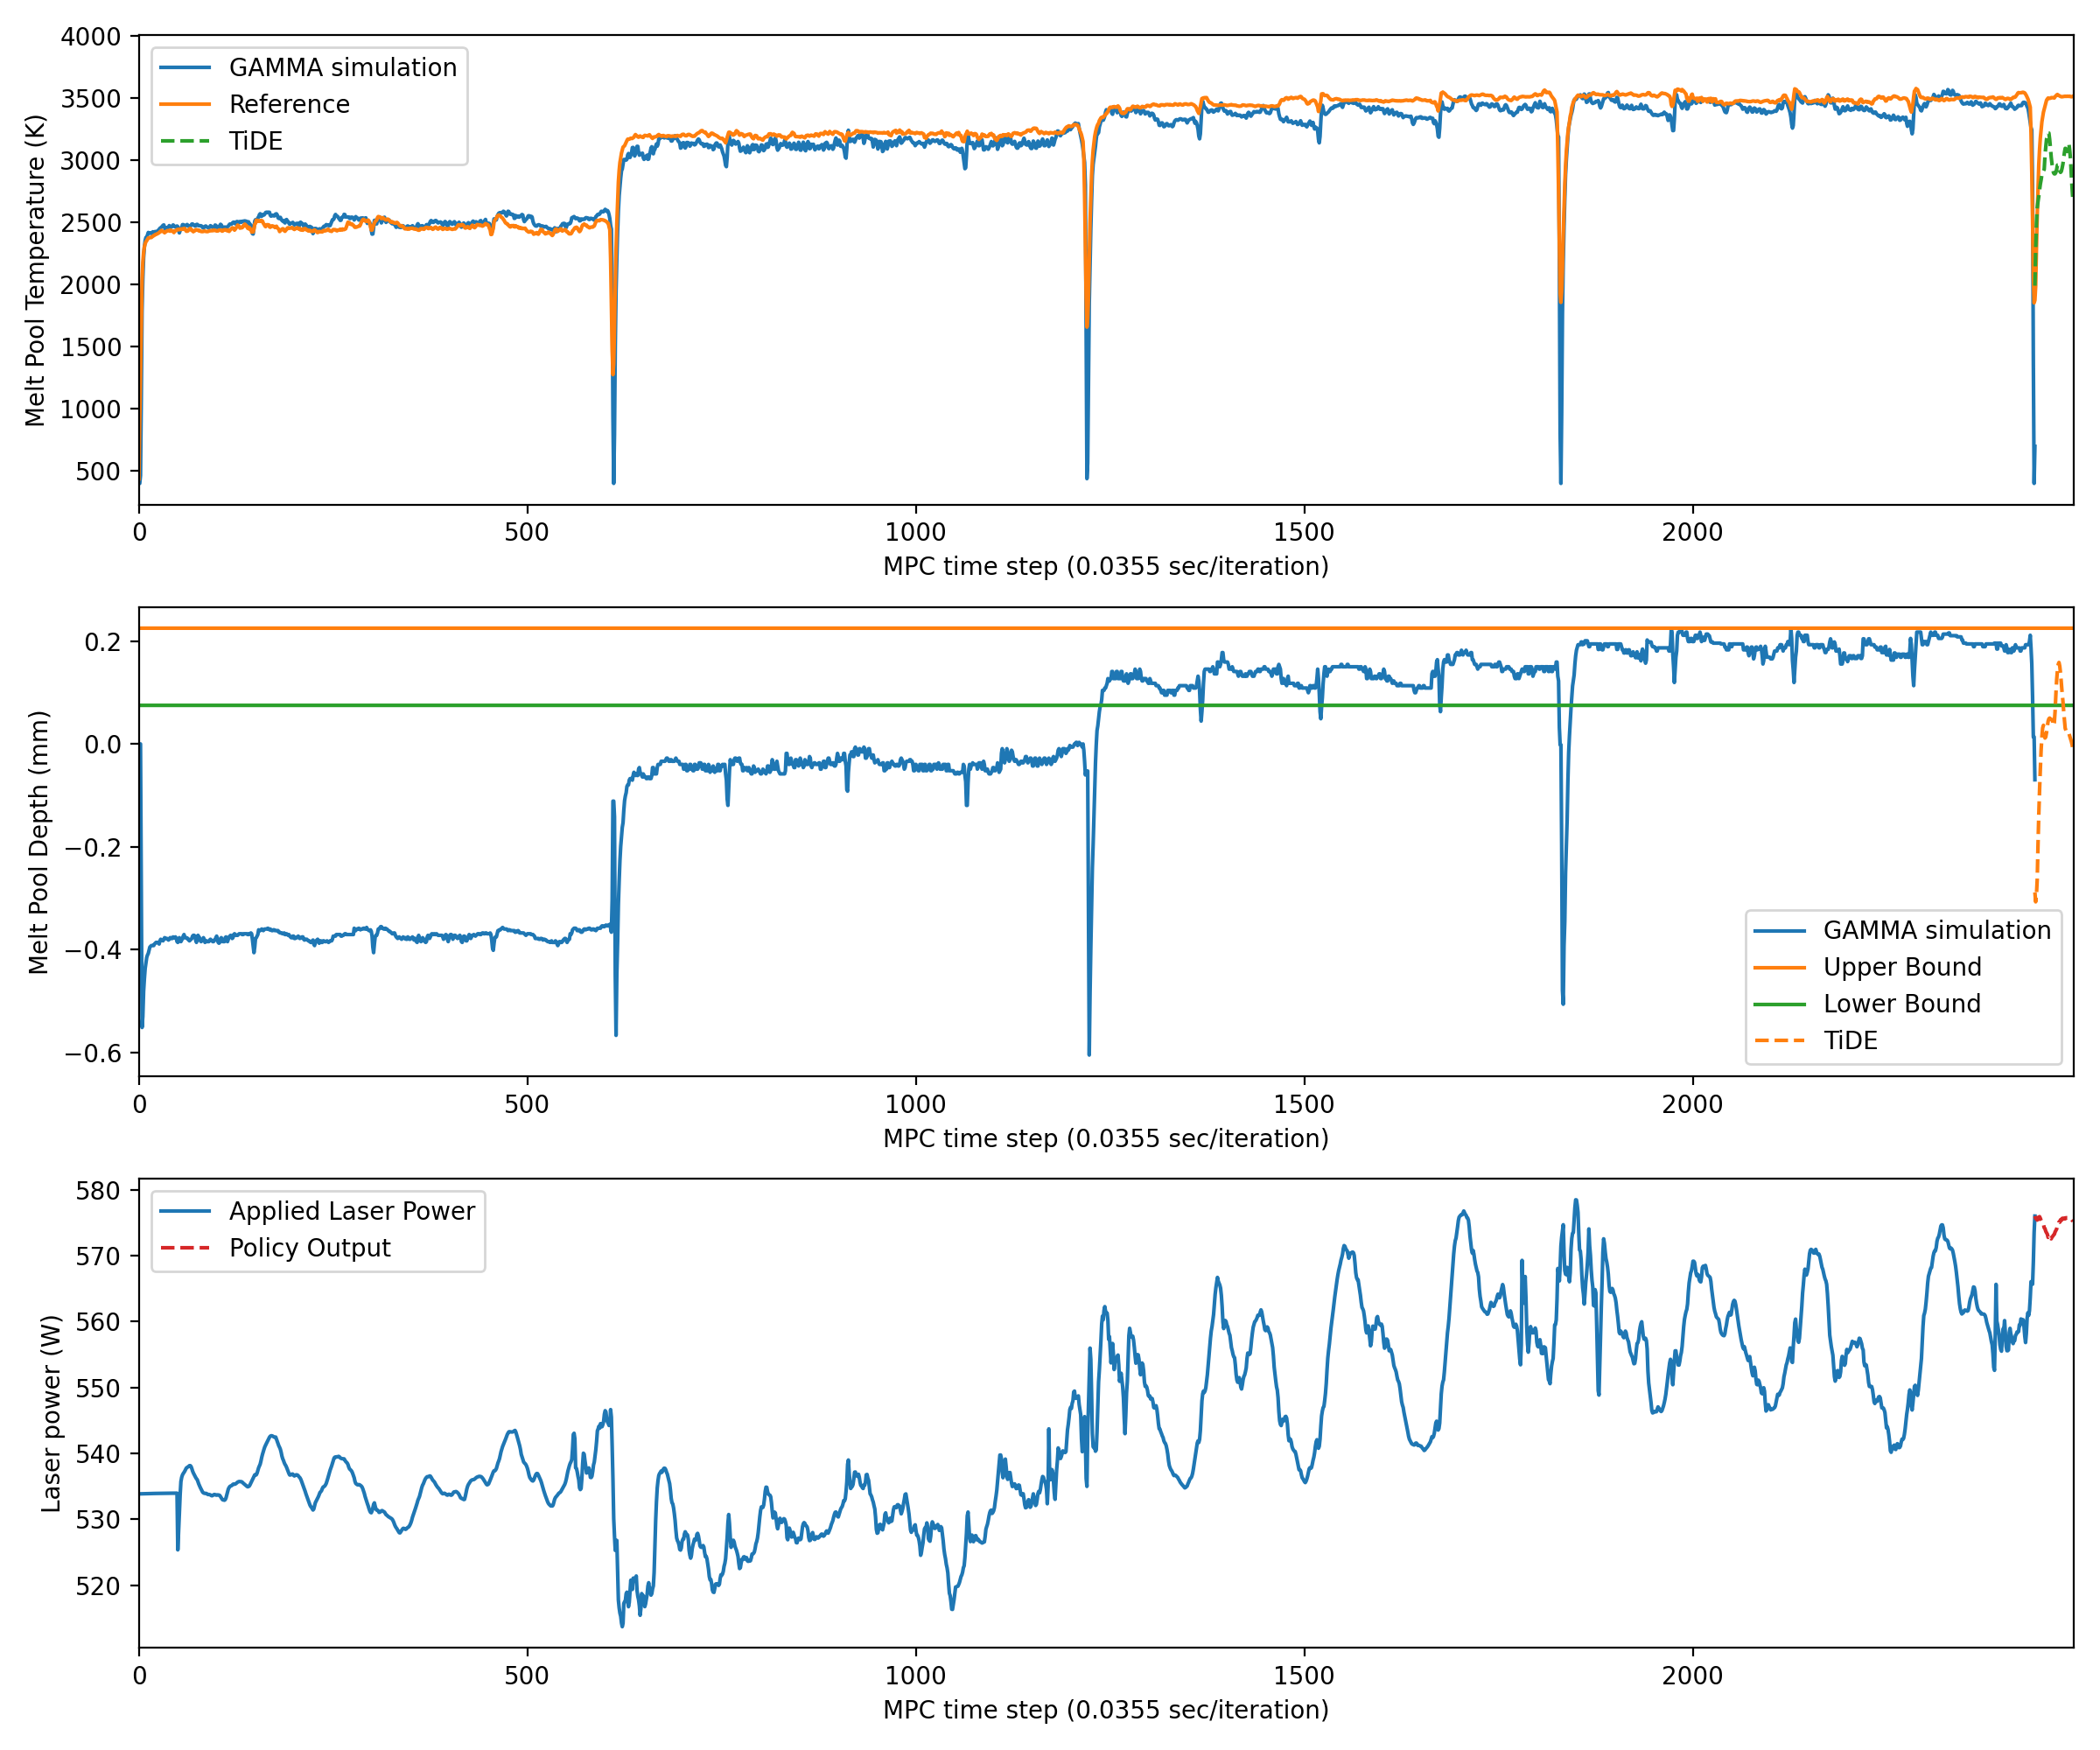 4000
3500
3000
2500
2000
1500
1000
500
Melt Pool Temperature (K)
GAMMA simulation
Reference
TiDE
0
500
1000
1500
2000
MPC time step (0.0355 sec/iteration)
0.2
0.0
−0.2
−0.4
−0.6
Melt Pool Depth (mm)
GAMMA simulation
Upper Bound
Lower Bound
TiDE
0
500
1000
1500
2000
MPC time step (0.0355 sec/iteration)
580
570
560
550
540
530
520
Laser power (W)
Applied Laser Power
Policy Output
0
500
1000
1500
2000
MPC time step (0.0355 sec/iteration)